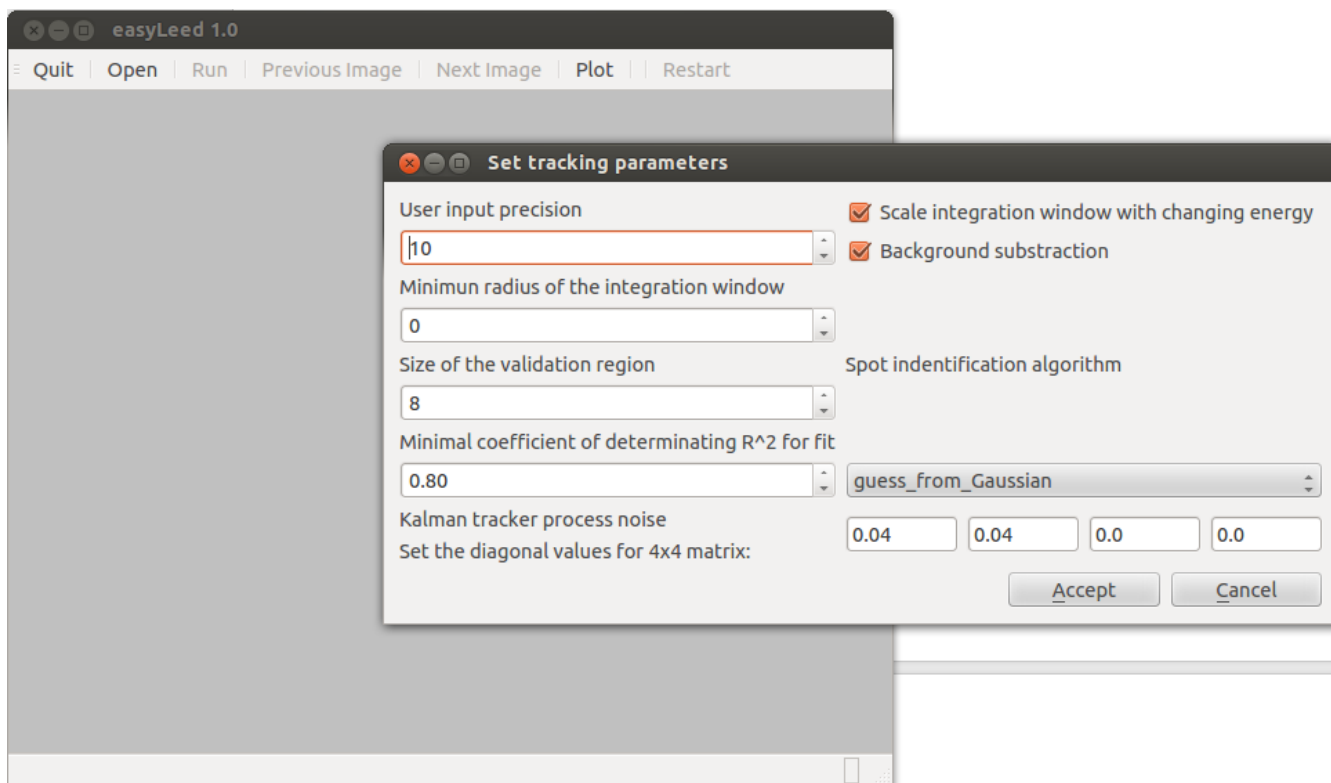 easyLeed 1.0
Quit Open Run Previous Image Next Image Plot Restart
Set tracking parameters
User input precision
10
Scale integration window with changing energy
Background substraction
Minimun radius of the integration window
0
Size of the validation region
8
Spot indentification algorithm
Minimal coefficient of determinating R^2 for fit
0.80
guess_from_Gaussian
Kalman tracker process noise
Set the diagonal values for 4x4 matrix:
0.04 0.04 0.0 0.0
Accept Cancel